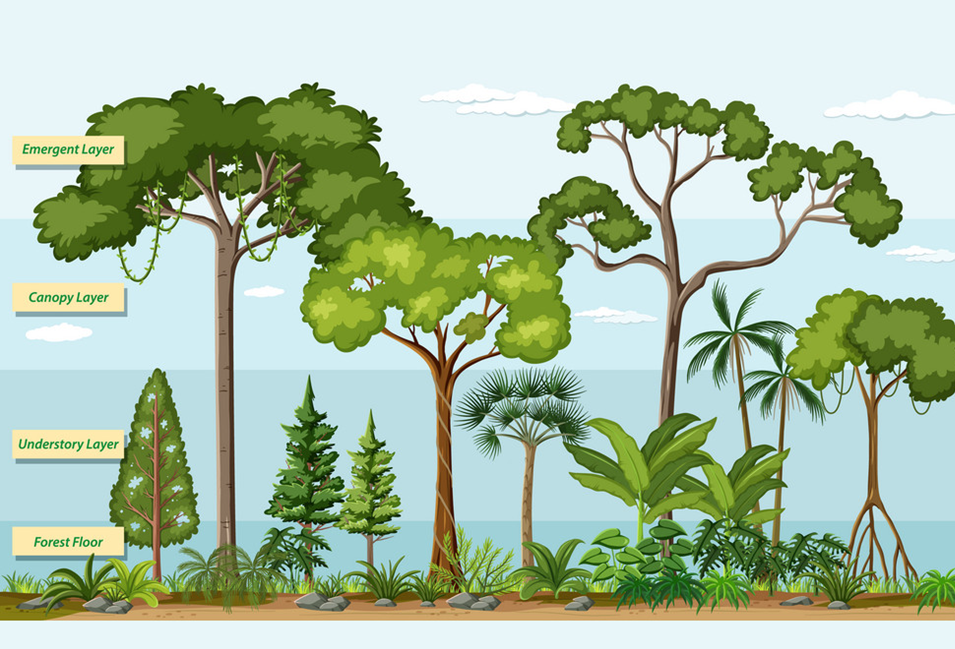 Emergent Layer
Canopy Layer
Understory Layer
Forest Floor